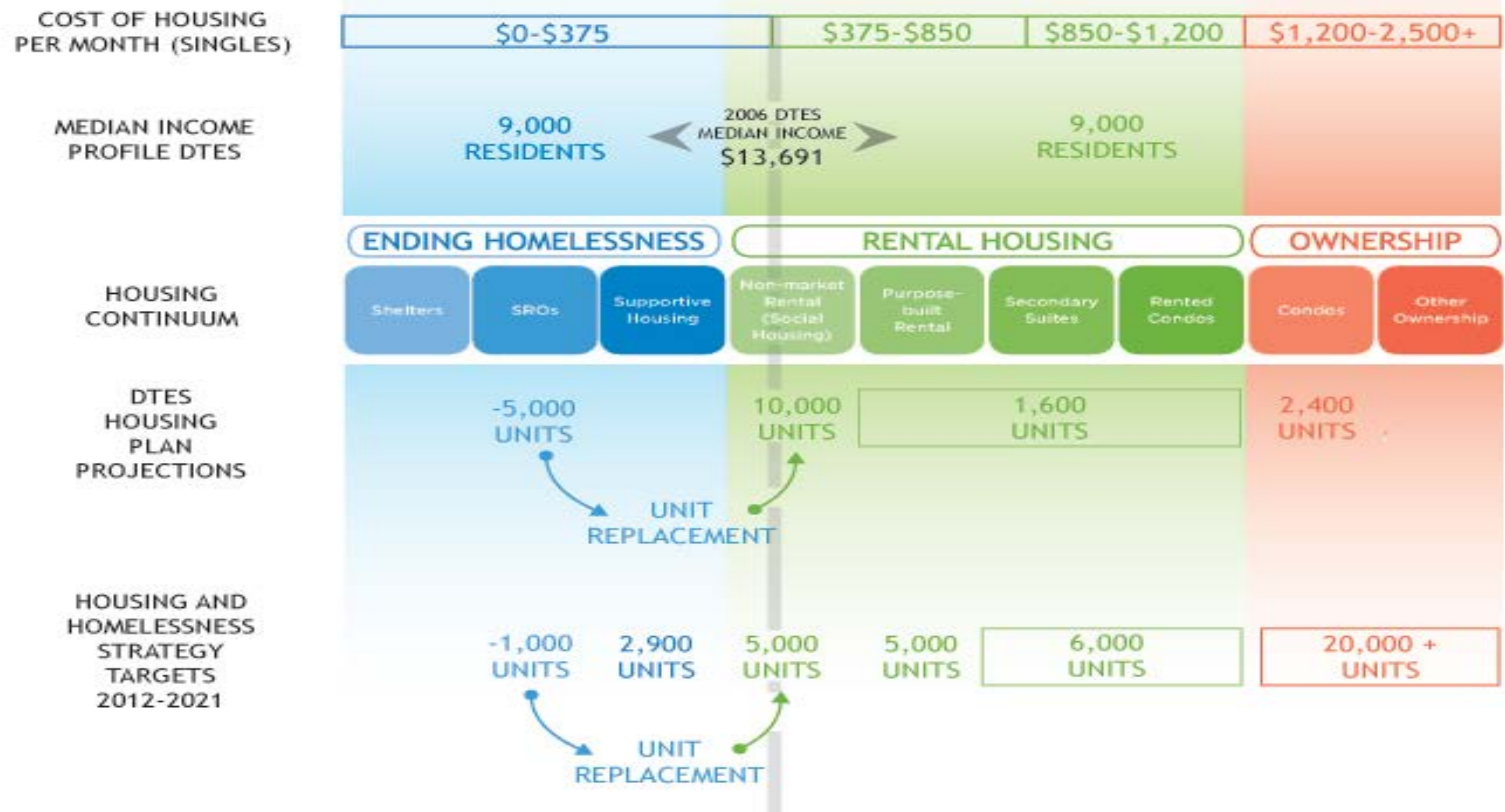 COST OF HOUSING
PER MONTH (SINGLES)
$0-$375
$375-$850
$850-$1,200
$1,200-2,500+
MEDIAN INCOME
PROFILE DTES
9,000
RESIDENTS
2006 DTES
MEDIAN INCOME
$13,691
9,000
RESIDENTS
ENDING HOMELESSNESS
RENTAL HOUSING
OWNERSHIP
HOUSING
CONTINUUM
Shelters
SROs
Supportive
Housing
Non-market
Rental
(Social
Housing)
Purpose-
built
Rental
Secondary
Suites
Rented
Condos
Condos
Other
Ownership
DTES
HOUSING
PLAN
PROJECTIONS
-5,000
UNITS
10,000
UNITS
1,600
UNITS
2,400
UNITS
UNIT
REPLACEMENT
HOUSING AND
HOMELESSNESS
STRATEGY
TARGETS
2012-2021
-1,000
UNITS
2,900
UNITS
5,000
UNITS
5,000
UNITS
6,000
UNITS
20,000 +
UNITS
UNIT
REPLACEMENT